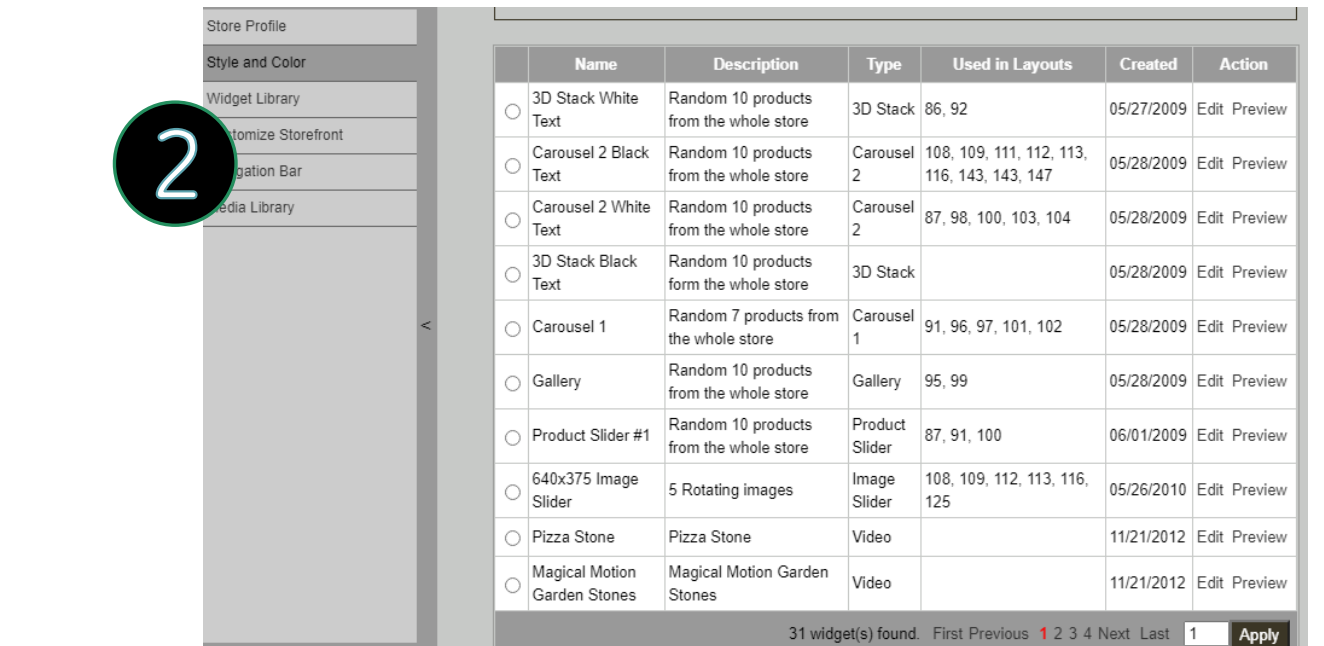 Store Profile
Style and Color
Widget Library
tomize Storefront
gation Bar
edia Library
2
<
Name Description Type Used in Layouts Created Action
3D Stack White Text Random 10 products from the whole store 3D Stack 86, 92 05/27/2009 Edit Preview
Carousel 2 Black Text Random 10 products from the whole store Carousel 2 108, 109, 111, 112, 113, 116, 143, 143, 147 05/28/2009 Edit Preview
Carousel 2 White Text Random 10 products from the whole store Carousel 2 87, 98, 100, 103, 104 05/28/2009 Edit Preview
3D Stack Black Text Random 10 products form the whole store 3D Stack 05/28/2009 Edit Preview
Carousel 1 Random 7 products from the whole store Carousel 1 91, 96, 97, 101, 102 05/28/2009 Edit Preview
Gallery Random 10 products from the whole store Gallery 95, 99 05/28/2009 Edit Preview
Product Slider #1 Random 10 products from the whole store Product Slider 87, 91, 100 06/01/2009 Edit Preview
640x375 Image Slider 5 Rotating images Image Slider 108, 109, 112, 113, 116, 125 05/26/2010 Edit Preview
Pizza Stone Pizza Stone Video 11/21/2012 Edit Preview
Magical Motion Garden Stones Magical Motion Garden Stones Video 11/21/2012 Edit Preview
31 widget(s) found. First Previous 1 2 3 4 Next Last 1 Apply